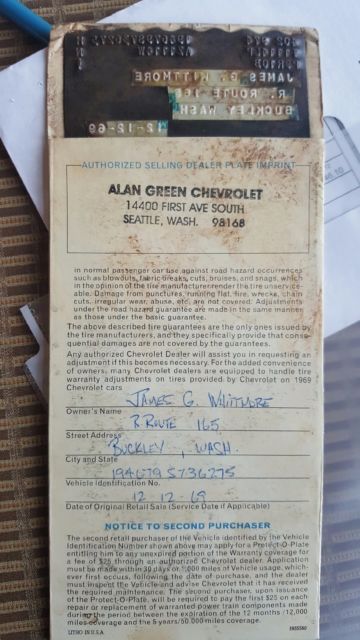 JAMES G. WITTMORE
R. ROUTE 165
BUCKLEY WASH
12-12-69
AUTHORIZED SELLING DEALER PLATE IMPRINT
ALAN GREEN CHEVROLET
14400 FIRST AVE SOUTH
SEATTLE, WASH. 98168
in normal passenger car use against road hazard occurrences
such as blowouts, fabric breaks, cuts, bruises, and snags, which
in the opinion of the tire manufacturer render the tire unservice-
able. Damage from punctures, running flat, fire, wrecks, chain
cuts, irregular wear, abuse, etc. are not covered. Adjustments
under the road hazard guarantee are made in the same manner
as those under the basic guarantee.
The above described tire guarantees are the only ones issued by
the tire manufacturers, and they specifically provide that conse-
quential damages are not covered by the guarantees.
Any authorized Chevrolet Dealer will assist you in requesting an
adjustment if this becomes necessary. For the added convenience
of owners, many Chevrolet dealers are equipped to handle tire
warranty adjustments on tires provided by Chevrolet on 1969
Chevrolet cars
JAMES G. WHITMORE
Owner's Name
R ROUTE 165
Street Address
BUCKLEY, WASH.
City and State
194679S736275
Vehicle Identification No.
12 12 69
Date of Original Retail Sale (Service Date if Applicable)
NOTICE TO SECOND PURCHASER
The second retail purchaser of the Vehicle identified by the Vehicle
Identification Number shown above may apply for a Protect-O-Plate
entitling him to any unexpired portion of the Warranty coverage for
a fee of $25 through an authorized Chevrolet dealer. Application
must be made within 30 days or 1,000 miles of Vehicle usage, which-
ever first occurs, following the date of purchase, and the dealer
must inspect the Vehicle and advise Chevrolet that it has received
the required maintenance. The second purchaser, upon issuance
of the Protect-O-Plate, will be required to pay the first $25 on each
repair or replacement of warranted power train components made
during the period between the expiration of the 12 months/12,000
miles coverage and the 5 years/50,000 miles coverage.
LITHO IN U.S.A.